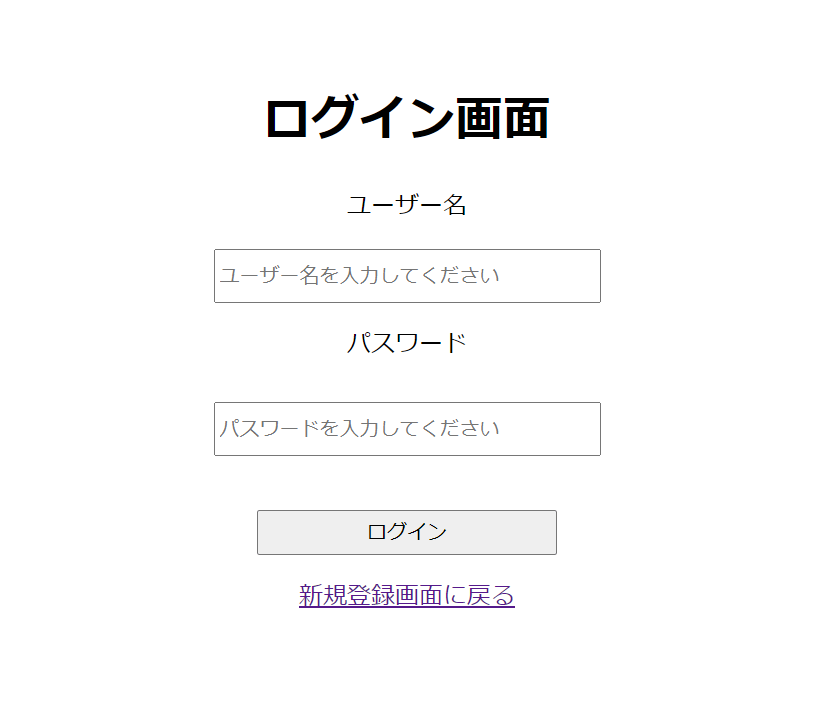 ログイン画面
ユーザー名
ユーザー名を入力してください
パスワード
パスワードを入力してください
ログイン
新規登録画面に戻る